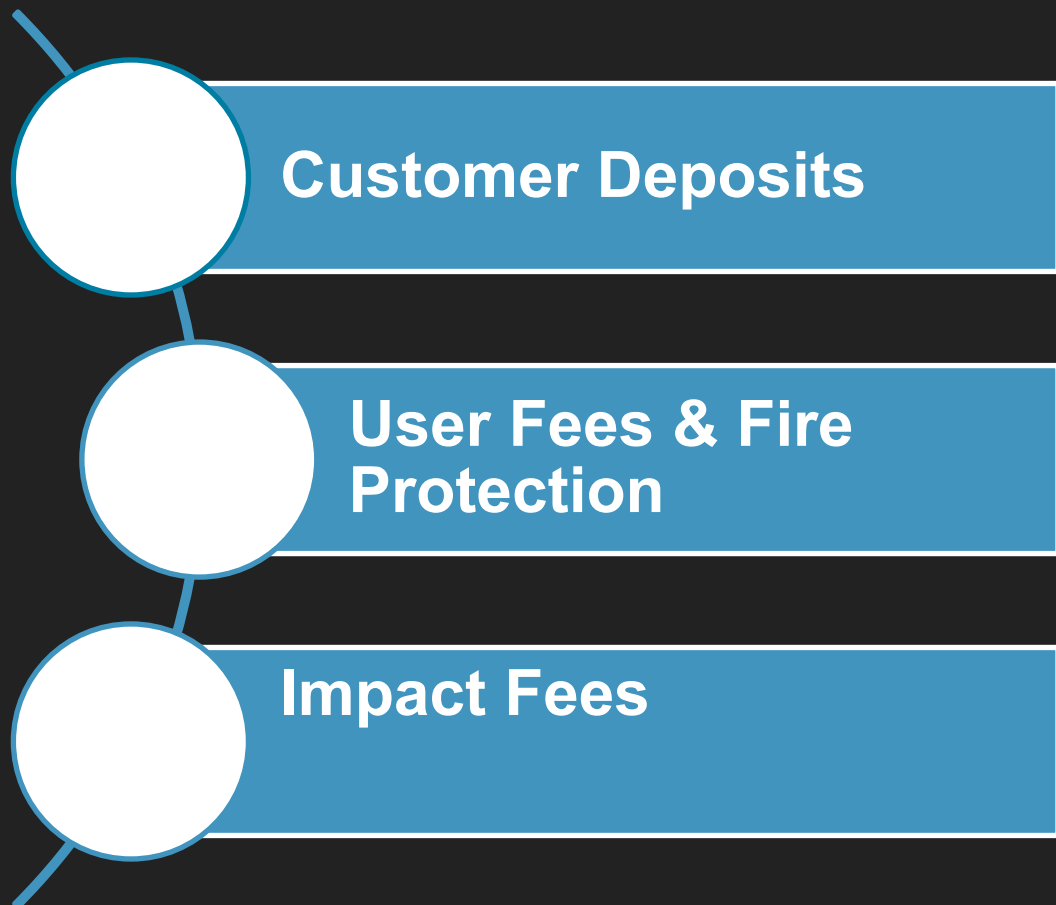 Customer Deposits
User Fees & Fire
Protection
Impact Fees